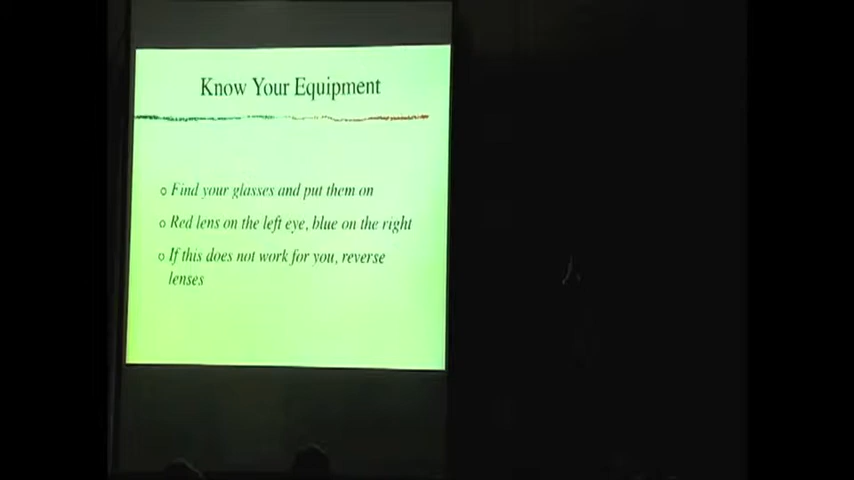 Know Your Equipment
Find your glasses and put them on
Red lens on the left eye, blue on the right
If this does not work for you, reverse
lenses